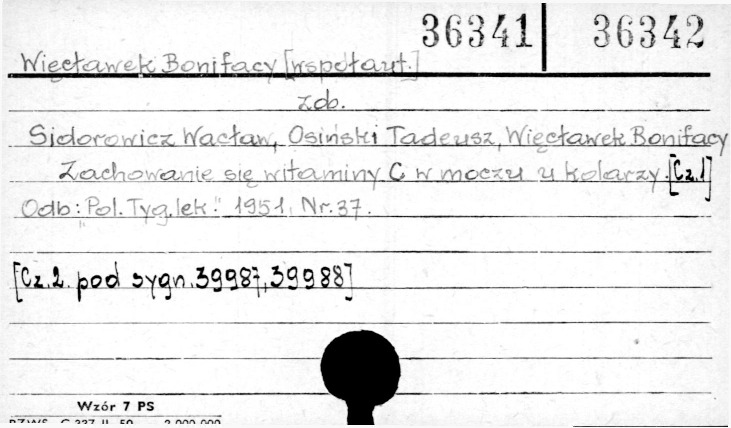 36341 36342
Więcławek Bonifacy [współaut.]
zob.
Sidorowicz Wacław, Osiński Tadeusz, Więcławek Bonifacy
Zachowanie się witaminy C w moczu u kolarzy. [Cz.1]
Odb: "Pol. Tyg. lek." 1951, Nr. 37.
[Cz. 2. pod sygn. 39987, 39988]
Wzór 7 PS